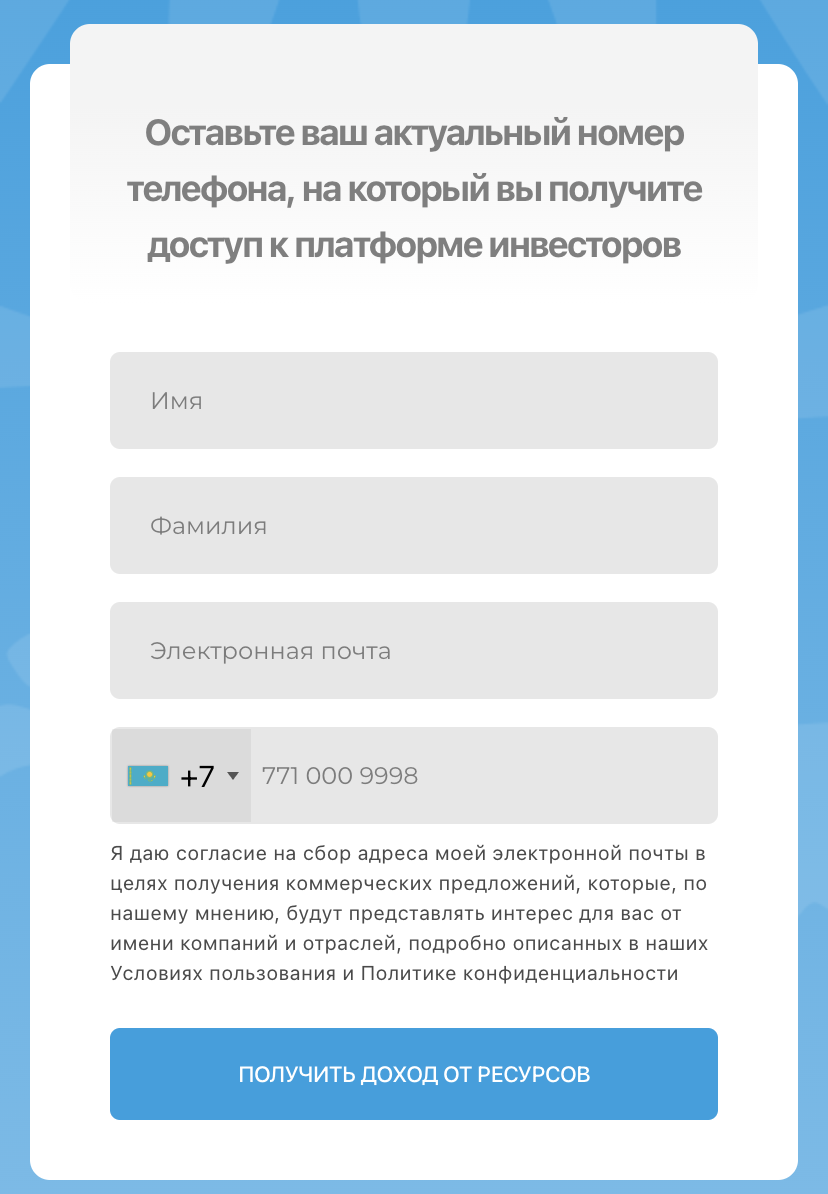 Оставьте ваш актуальный номер
телефона, на который вы получите
доступ к платформе инвесторов
Имя
Фамилия
Электронная почта
+7 771 000 9998
Я даю согласие на сбор адреса моей электронной почты в
целях получения коммерческих предложений, которые, по
нашему мнению, будут представлять интерес для вас от
имени компаний и отраслей, подробно описанных в наших
Условиях пользования и Политике конфиденциальности
ПОЛУЧИТЬ ДОХОД ОТ РЕСУРСОВ